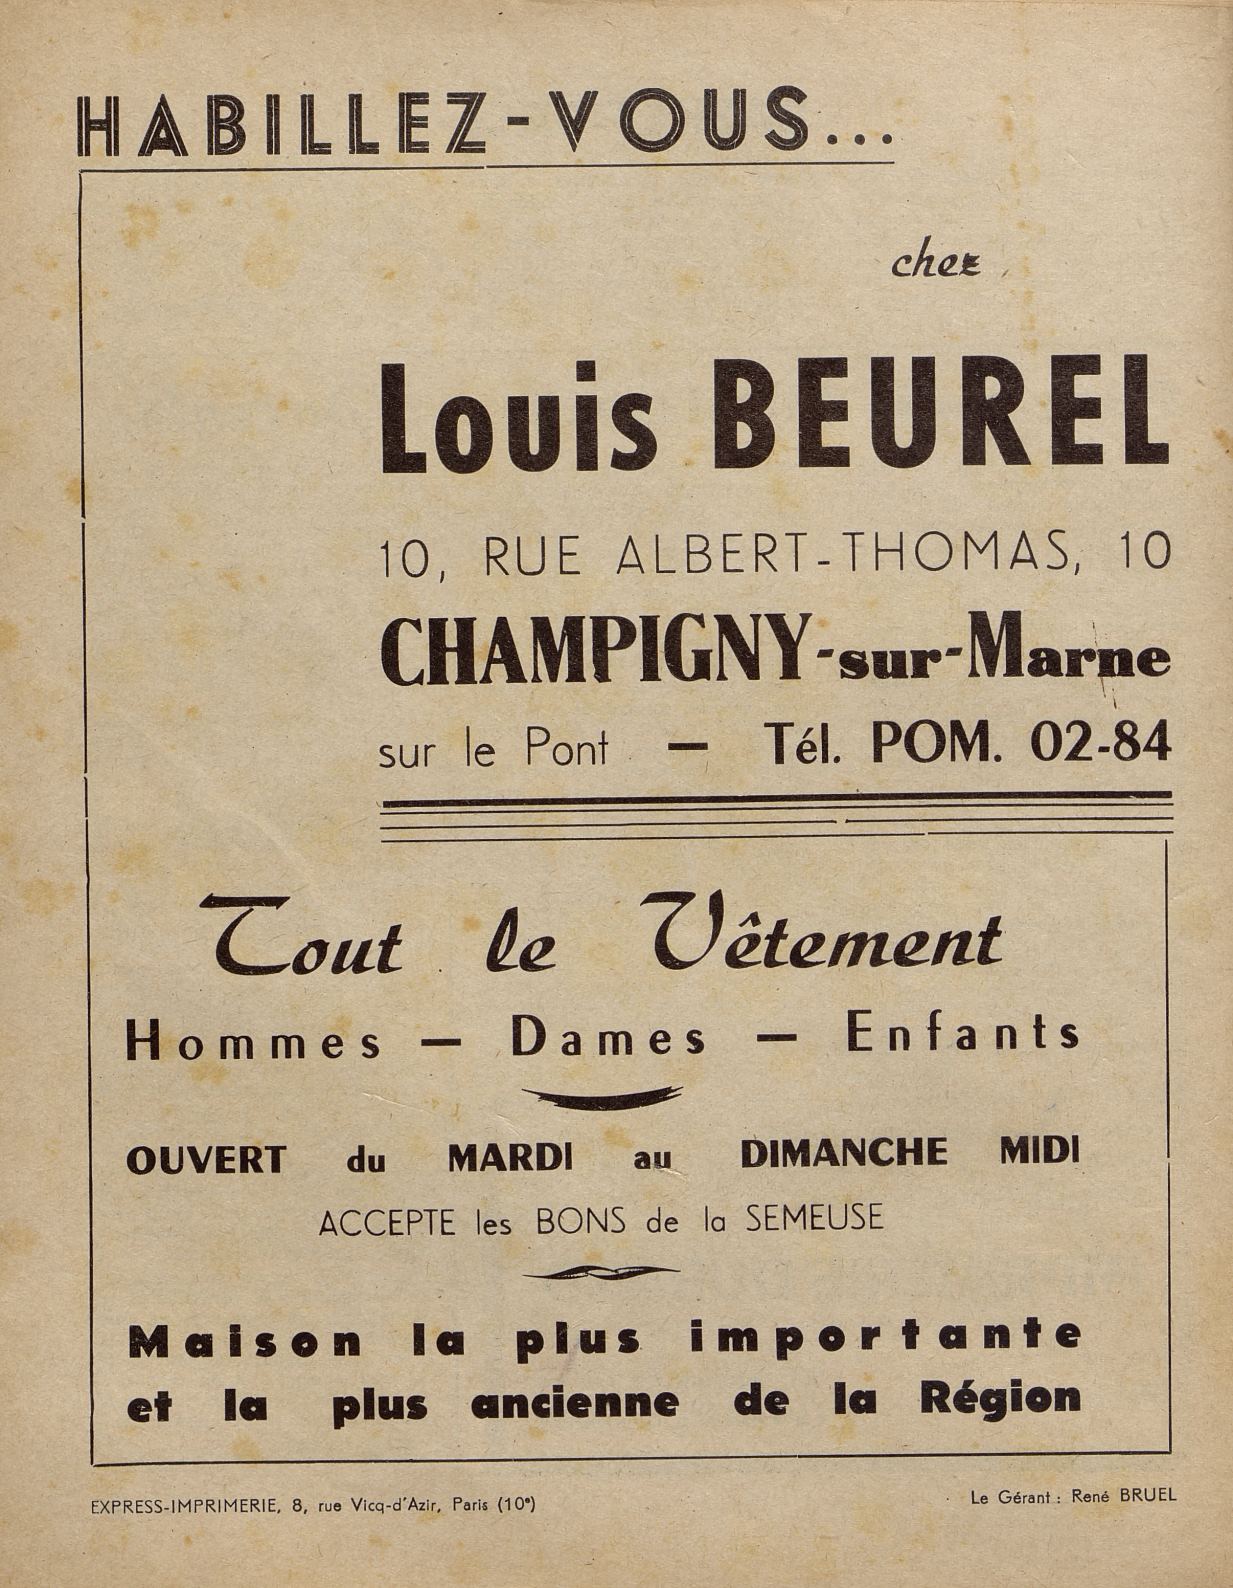 HABILLEZ-VOUS...
chez
Louis BEUREL
10, RUE ALBERT-THOMAS, 10
CHAMPIGNY-sur-Marne
sur le Pont — Tél. POM. 02-84
Tout le Vêtement
Hommes — Dames — Enfants
OUVERT du MARDI au DIMANCHE MIDI
ACCEPTE les BONS de la SEMEUSE
Maison la plus importante
et la plus ancienne de la Région
EXPRESS-IMPRIMERIE, 8, rue Vicq-d'Azir, Paris (10e)
Le Gérant : René BRUEL